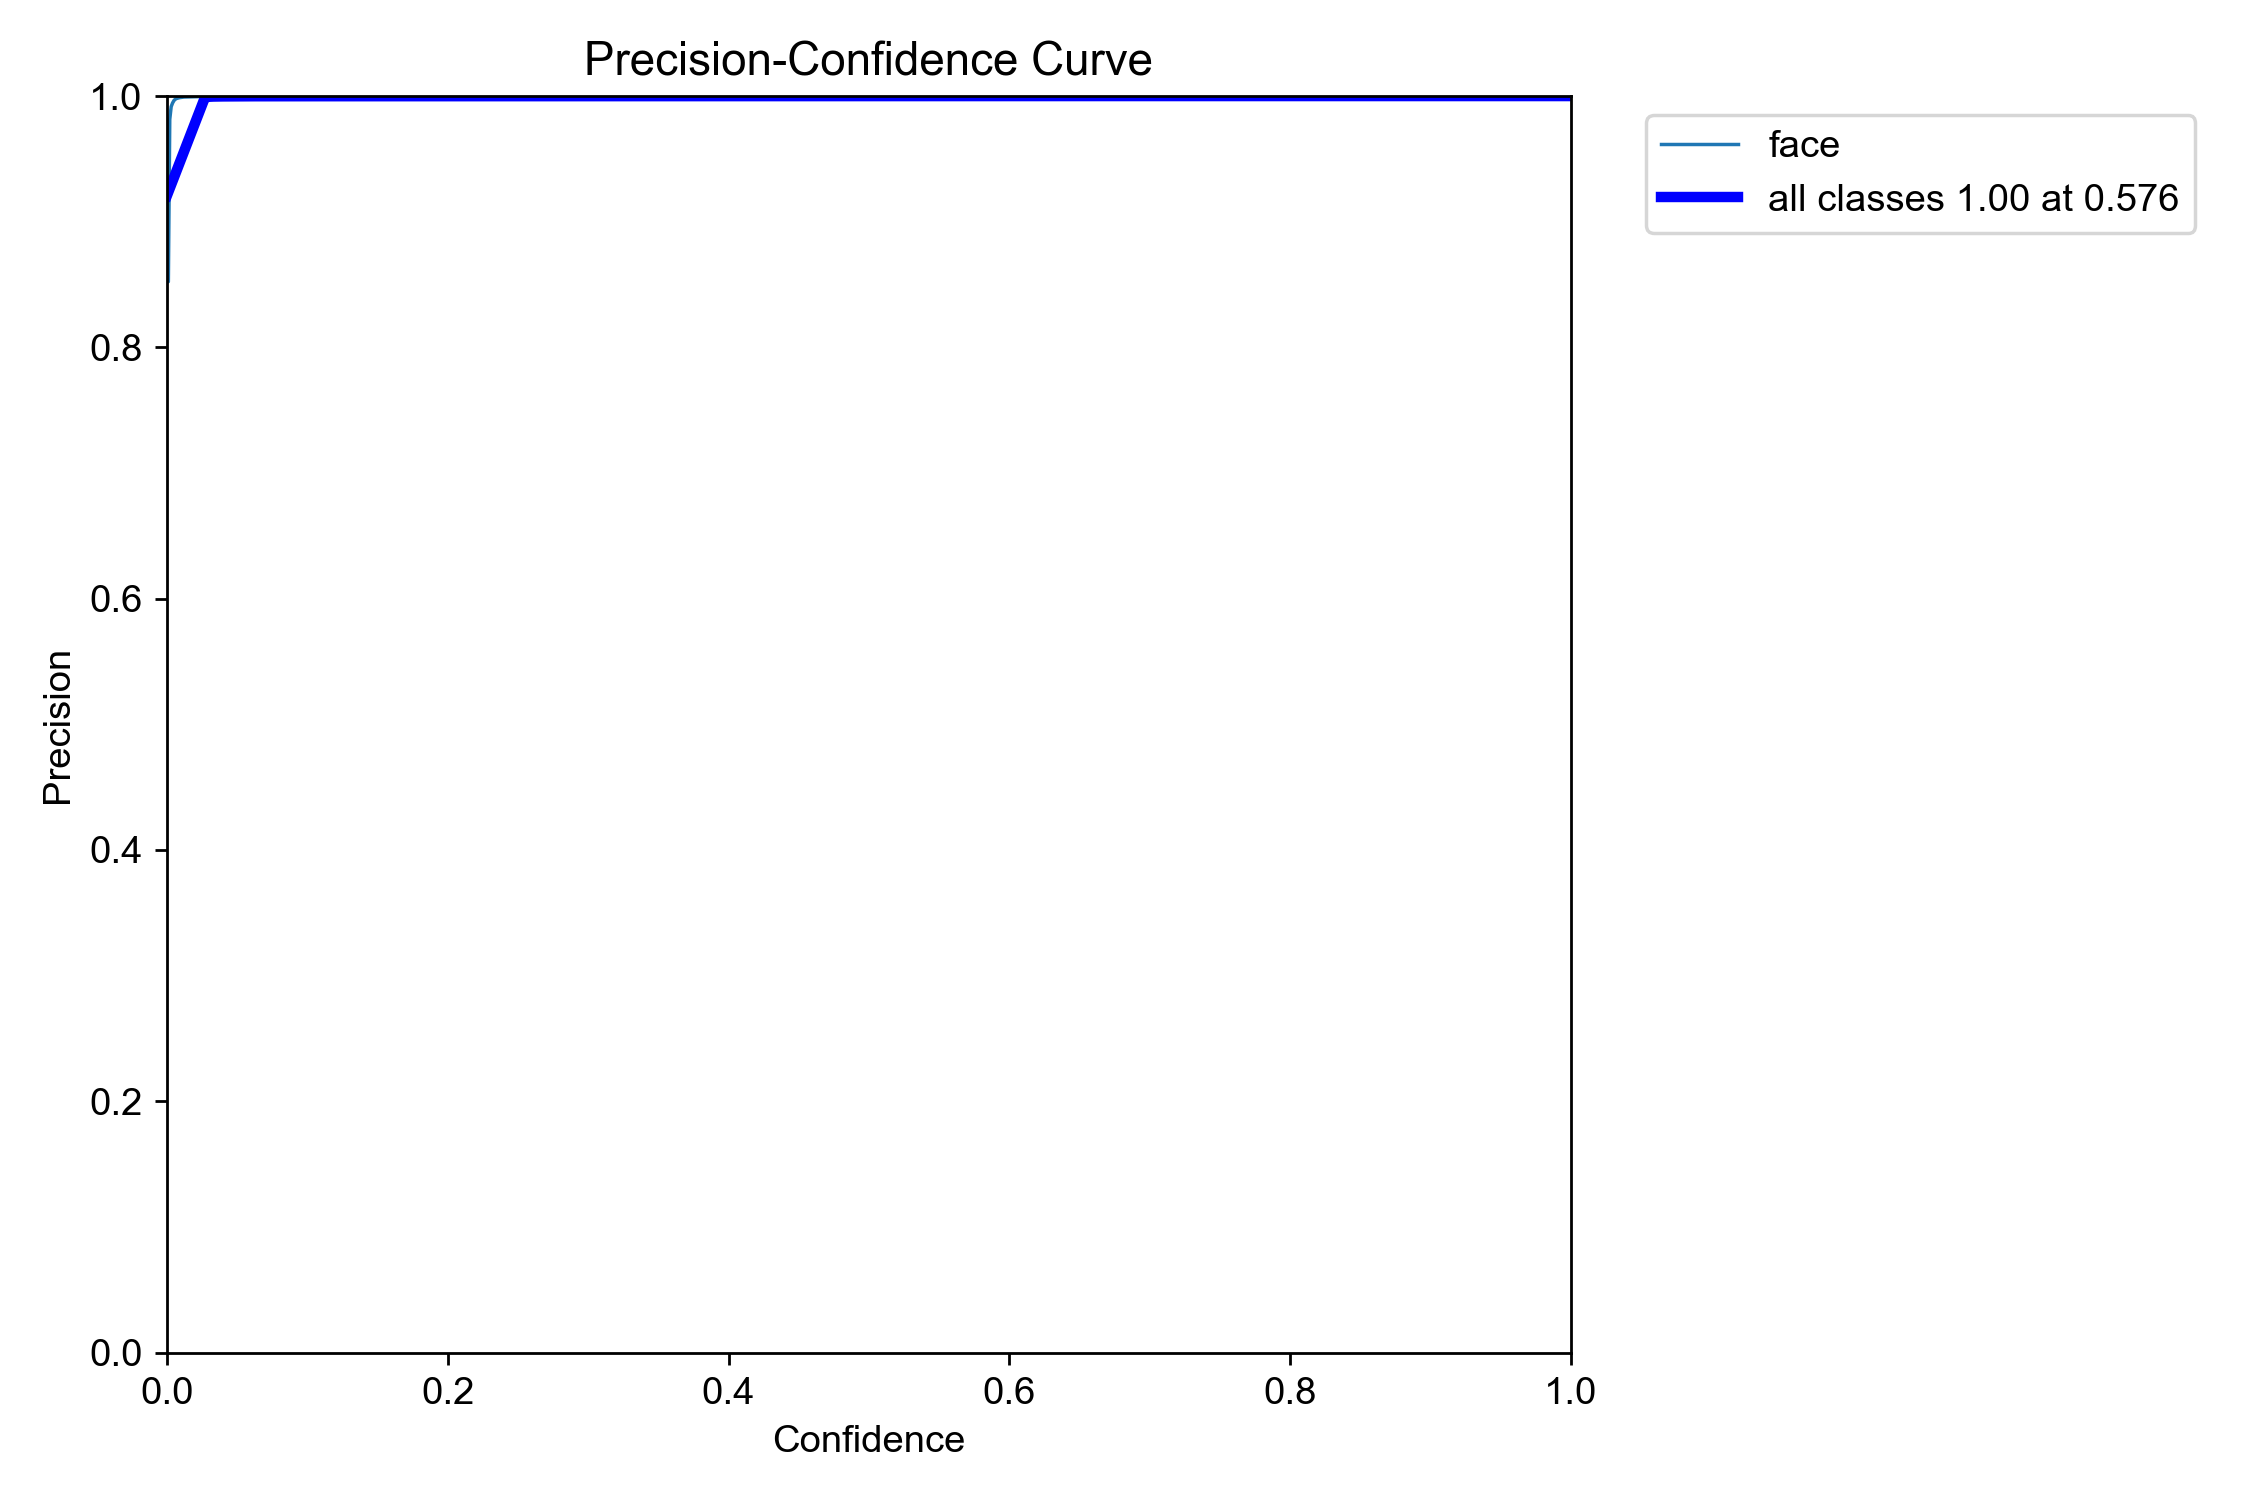 Precision-Confidence Curve
1.0
0.8
0.6
0.4
0.2
0.0
Precision
0.0 0.2 0.4 0.6 0.8 1.0
Confidence
face
all classes 1.00 at 0.576